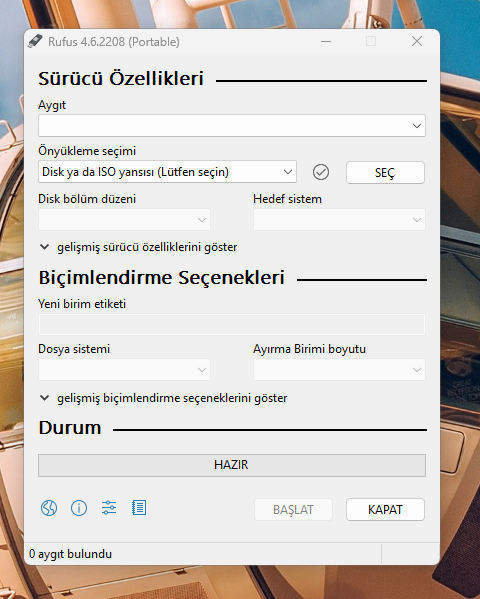 Rufus 4.6.2208 (Portable)
Sürücü Özellikleri
Aygıt
Önyükleme seçimi
Disk ya da ISO yansısı (Lütfen seçin)
SEÇ
Disk bölüm düzeni
Hedef sistem
gelişmiş sürücü özelliklerini göster
Biçimlendirme Seçenekleri
Yeni birim etiketi
Dosya sistemi
Ayırma Birimi boyutu
gelişmiş biçimlendirme seçeneklerini göster
Durum
HAZIR
BAŞLAT
KAPAT
0 aygıt bulundu